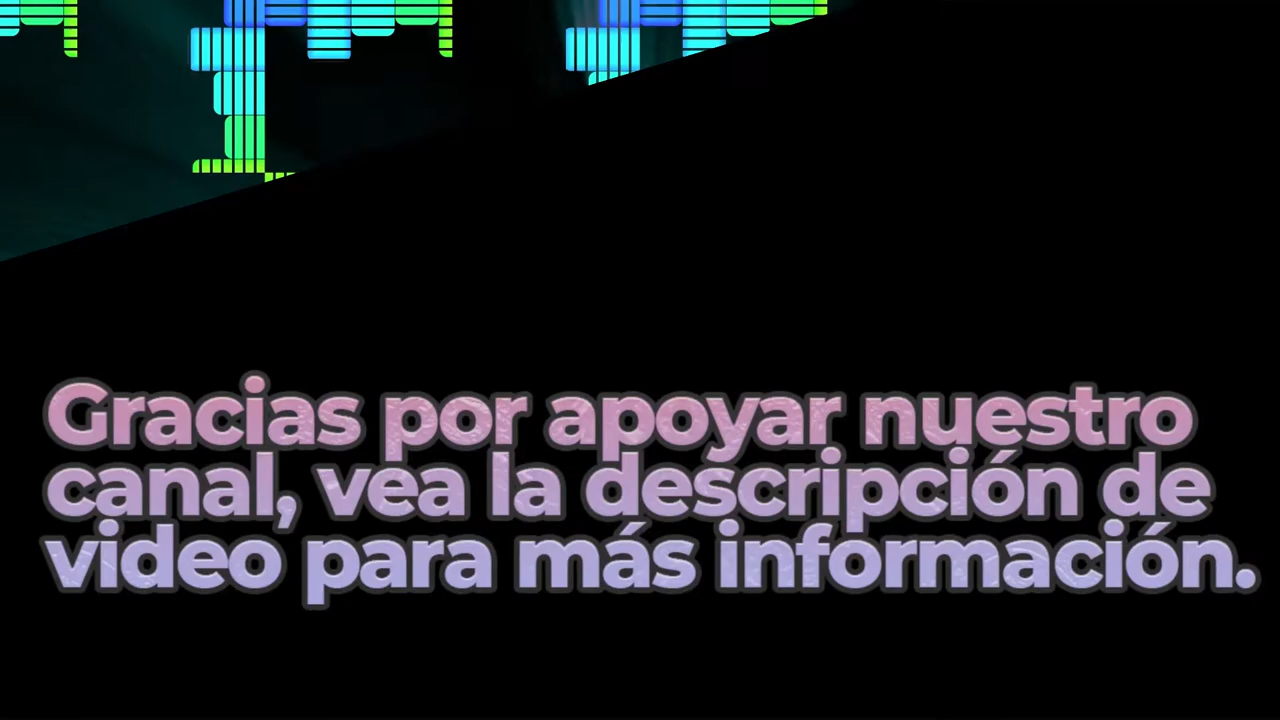 Gracias por apoyar nuestro
canal, vea la descripción de
video para más información.